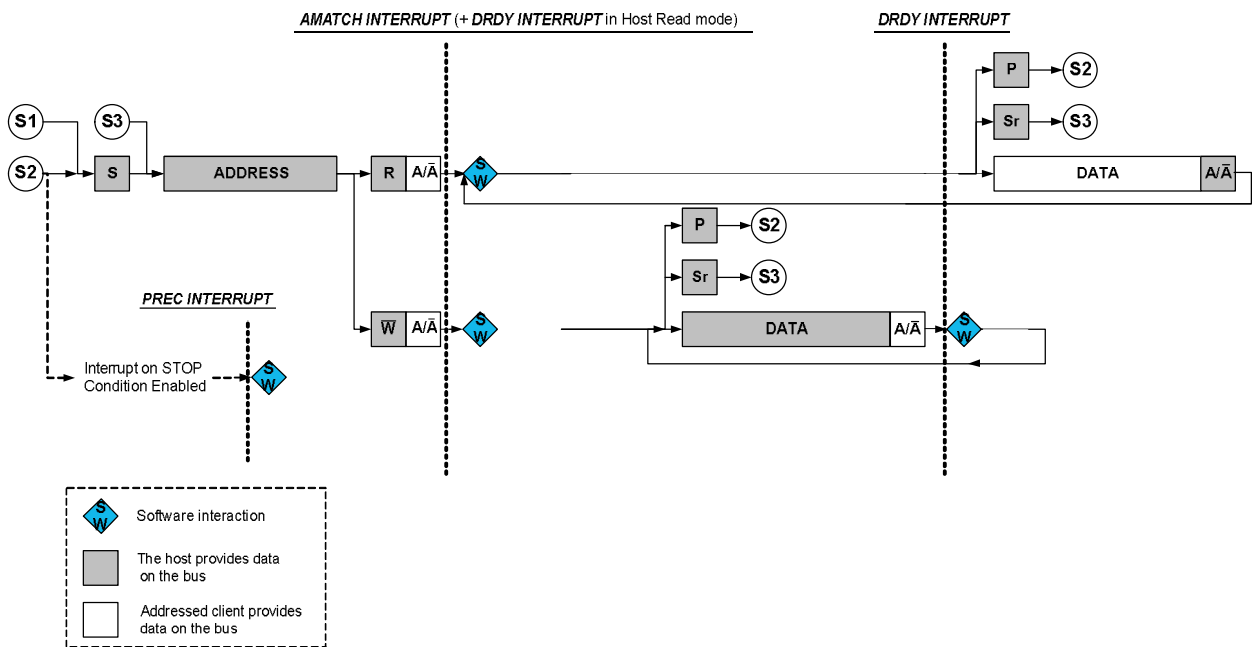 AMATCH INTERRUPT (+ DRDY INTERRUPT in Host Read mode)
DRDY INTERRUPT
P
S2
S1
S3
Sr
S3
S2
S
ADDRESS
R
A/A̅
S
W
DATA
A/A̅
P
S2
Sr
S3
PREC INTERRUPT
W̅
A/A̅
S
W
DATA
A/A̅
S
W
Interrupt on STOP
Condition Enabled
S
W
S
W
Software interaction
The host provides data
on the bus
Addressed client provides
data on the bus